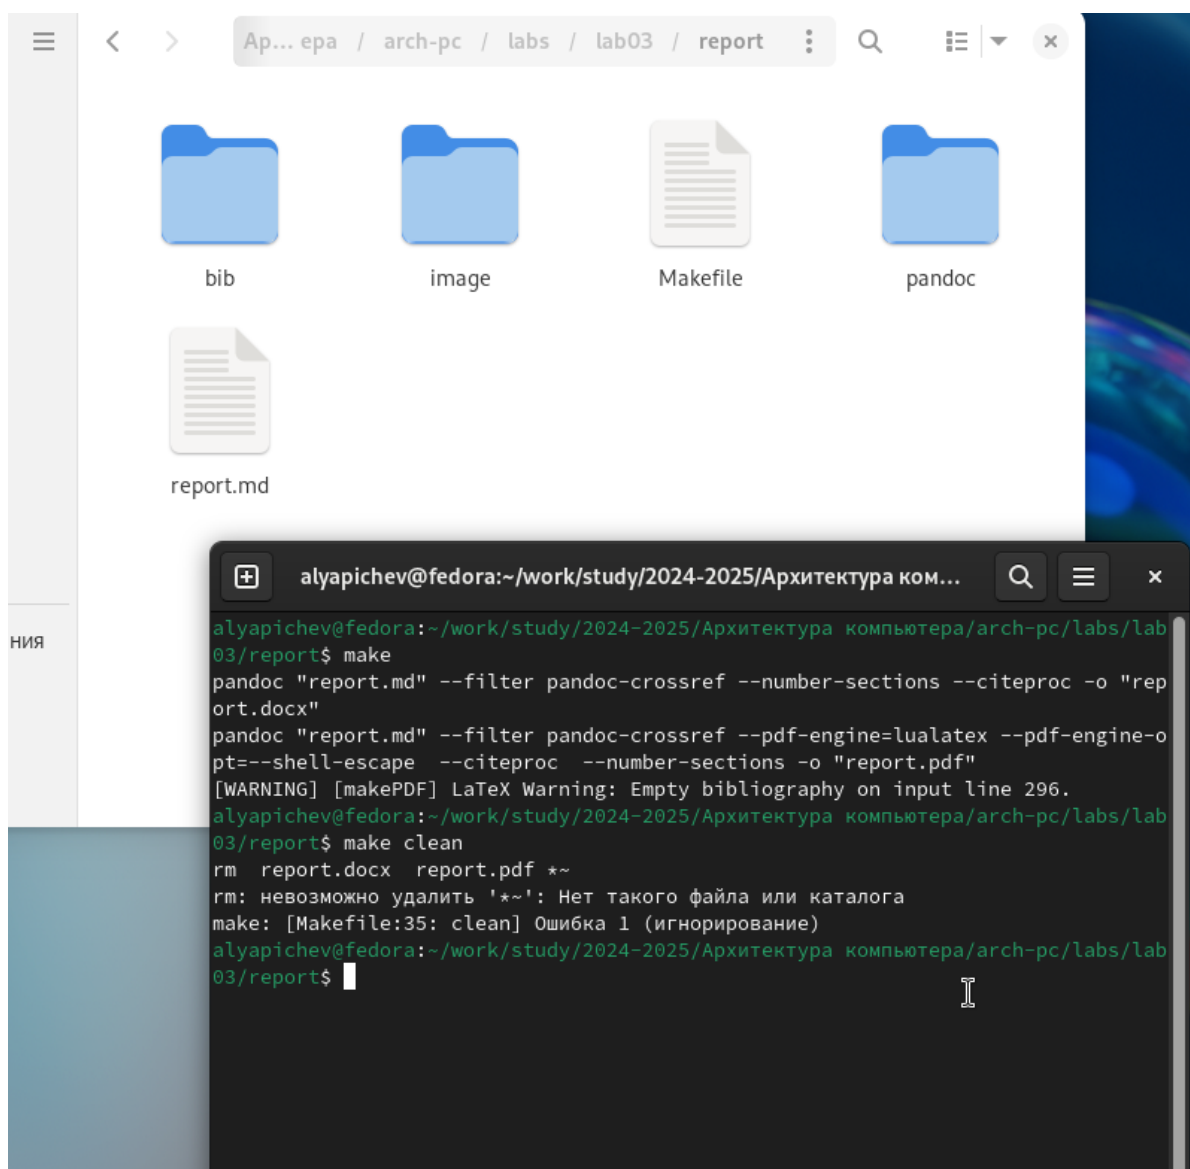 Ap... epa / arch-pc / labs / lab03 / report
bib
image
Makefile
pandoc
report.md
ния
alyapichev@fedora:~/work/study/2024-2025/Архитектура ком...
alyapichev@fedora:~/work/study/2024-2025/Архитектура компьютера/arch-pc/labs/lab
03/report$ make
pandoc "report.md" --filter pandoc-crossref --number-sections --citeproc -o "rep
ort.docx"
pandoc "report.md" --filter pandoc-crossref --pdf-engine=lualatex --pdf-engine-o
pt=--shell-escape  --citeproc  --number-sections -o "report.pdf"
[WARNING] [makePDF] LaTeX Warning: Empty bibliography on input line 296.
alyapichev@fedora:~/work/study/2024-2025/Архитектура компьютера/arch-pc/labs/lab
03/report$ make clean
rm  report.docx  report.pdf *~
rm: невозможно удалить '*~': Нет такого файла или каталога
make: [Makefile:35: clean] Ошибка 1 (игнорирование)
alyapichev@fedora:~/work/study/2024-2025/Архитектура компьютера/arch-pc/labs/lab
03/report$